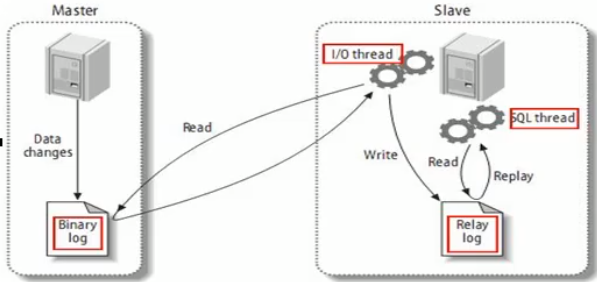 Master
Slave
I/O thread
SQL thread
Data
changes
Read
Write
Read
Replay
Binary
log
Relay
log